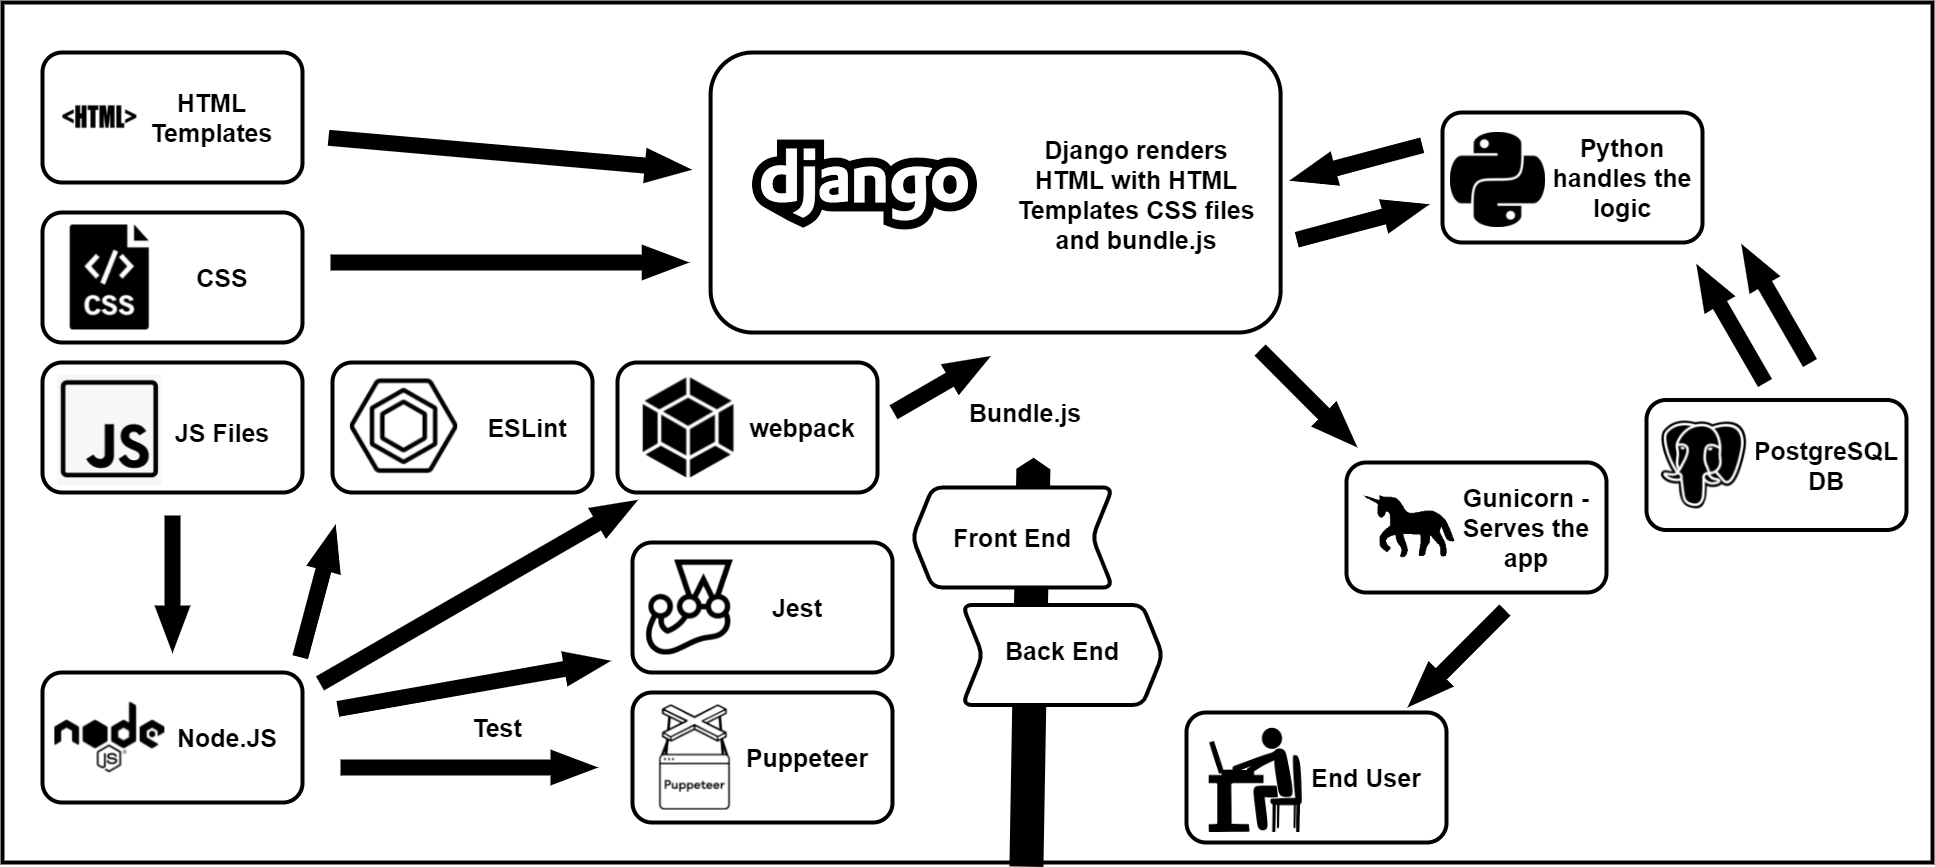 <HTML>
HTML
Templates
django
Django renders
HTML with HTML
Templates CSS files
and bundle.js
Python
handles the
logic
</>
CSS
CSS
JS
JS Files
ESLint
webpack
Bundle.js
PostgreSQL
DB
Gunicorn -
Serves the
app
Front End
Jest
Back End
node
JS
Node.JS
Test
Puppeteer
Puppeteer
End User